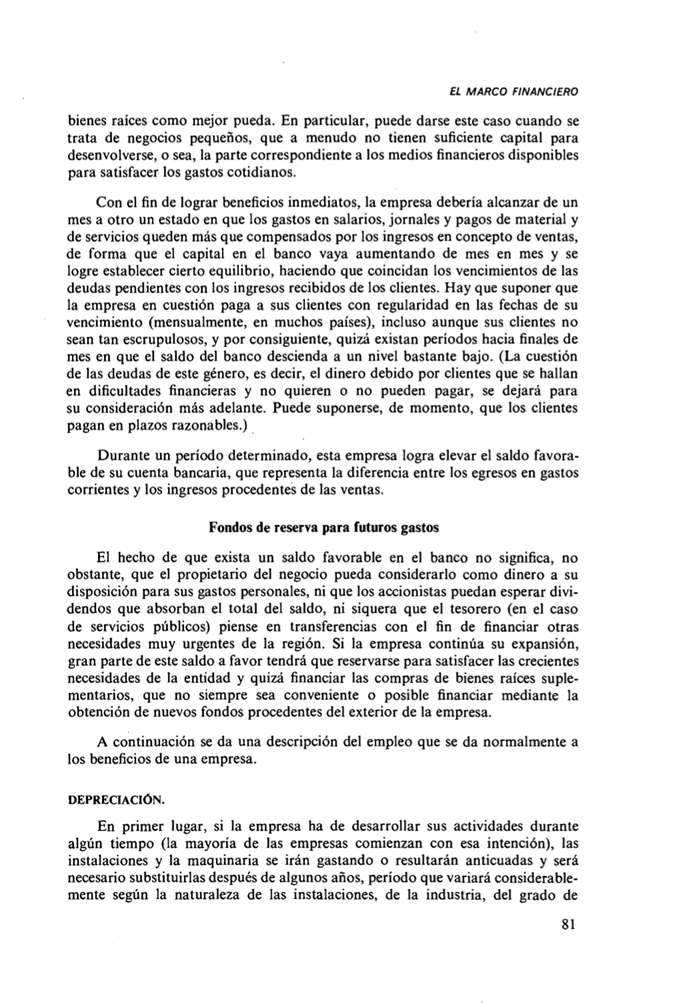 EL MARCO FINANCIERO
bienes raíces como mejor pueda. En particular, puede darse este caso cuando se
trata de negocios pequeños, que a menudo no tienen suficiente capital para
desenvolverse, o sea, la parte correspondiente a los medios financieros disponibles
para satisfacer los gastos cotidianos.
Con el fin de lograr beneficios inmediatos, la empresa debería alcanzar de un
mes a otro un estado en que los gastos en salarios, jornales y pagos de material y
de servicios queden más que compensados por los ingresos en concepto de ventas,
de forma que el capital en el banco vaya aumentando de mes en mes y se
logre establecer cierto equilibrio, haciendo que coincidan los vencimientos de las
deudas pendientes con los ingresos recibidos de los clientes. Hay que suponer que
la empresa en cuestión paga a sus clientes con regularidad en las fechas de su
vencimiento (mensualmente, en muchos países), incluso aunque sus clientes no
sean tan escrupulosos, y por consiguiente, quizá existan períodos hacia finales de
mes en que el saldo del banco descienda a un nivel bastante bajo. (La cuestión
de las deudas de este género, es decir, el dinero debido por clientes que se hallan
en dificultades financieras y no quieren o no pueden pagar, se dejará para
su consideración más adelante. Puede suponerse, de momento, que los clientes
pagan en plazos razonables.)
Durante un período determinado, esta empresa logra elevar el saldo favora-
ble de su cuenta bancaria, que representa la diferencia entre los egresos en gastos
corrientes y los ingresos procedentes de las ventas.
Fondos de reserva para futuros gastos
El hecho de que exista un saldo favorable en el banco no significa, no
obstante, que el propietario del negocio pueda considerarlo como dinero a su
disposición para sus gastos personales, ni que los accionistas puedan esperar divi-
dendos que absorban el total del saldo, ni siquera que el tesorero (en el caso
de servicios públicos) piense en transferencias con el fin de financiar otras
necesidades muy urgentes de la región. Si la empresa continúa su expansión,
gran parte de este saldo a favor tendrá que reservarse para satisfacer las crecientes
necesidades de la entidad y quizá financiar las compras de bienes raíces suple-
mentarios, que no siempre sea conveniente o posible financiar mediante la
obtención de nuevos fondos procedentes del exterior de la empresa.
A continuación se da una descripción del empleo que se da normalmente a
los beneficios de una empresa.
DEPRECIACIÓN.
En primer lugar, si la empresa ha de desarrollar sus actividades durante
algún tiempo (la mayoría de las empresas comienzan con esa intención), las
instalaciones y la maquinaria se irán gastando o resultarán anticuadas y será
necesario substituirlas después de algunos años, período que variará considerable-
mente según la naturaleza de las instalaciones, de la industria, del grado de
81